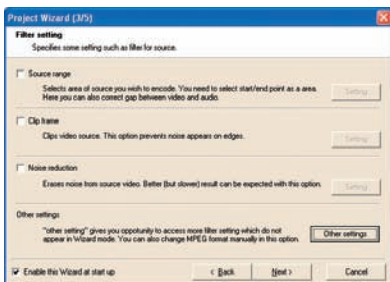 Project Wizard (3/5)
Filter setting
Specifies some setting such as filter for source.
Source range
Selects area of source you wish to encode. You need to select start/end point as a area.
Here you can also correct gap between video and audio.
Setting
Clip frame
Clips video source. This option prevents noise appears on edges.
Setting
Noise reduction
Erases noise from source video. Better (but slower) result can be expected with this option.
Setting
Other settings
"other setting" gives you oppotunity to access more filter setting which do not
appear in Wizard mode. You can also change MPEG format manually in this option.
Other settings
Enable this Wizard at start up
< Back
Next >
Cancel